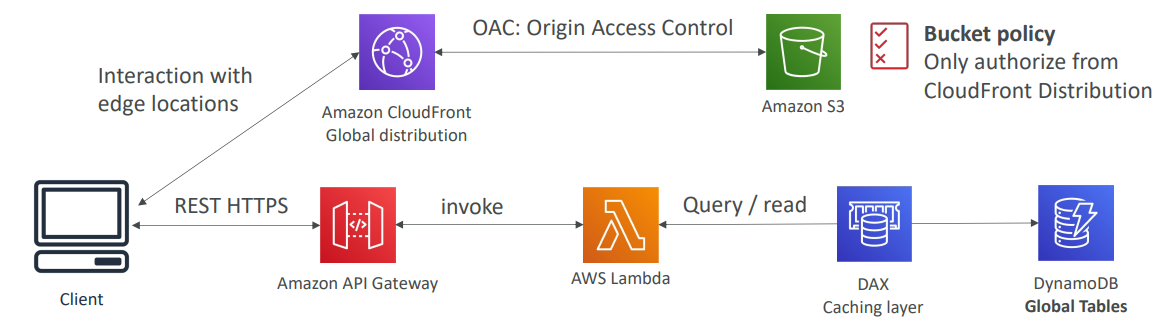 OAC: Origin Access Control
Bucket policy
Only authorize from
CloudFront Distribution
Interaction with
edge locations
Amazon CloudFront
Global distribution
Amazon S3
REST HTTPS
invoke
Query / read
Client
Amazon API Gateway
AWS Lambda
DAX
Caching layer
DynamoDB
Global Tables